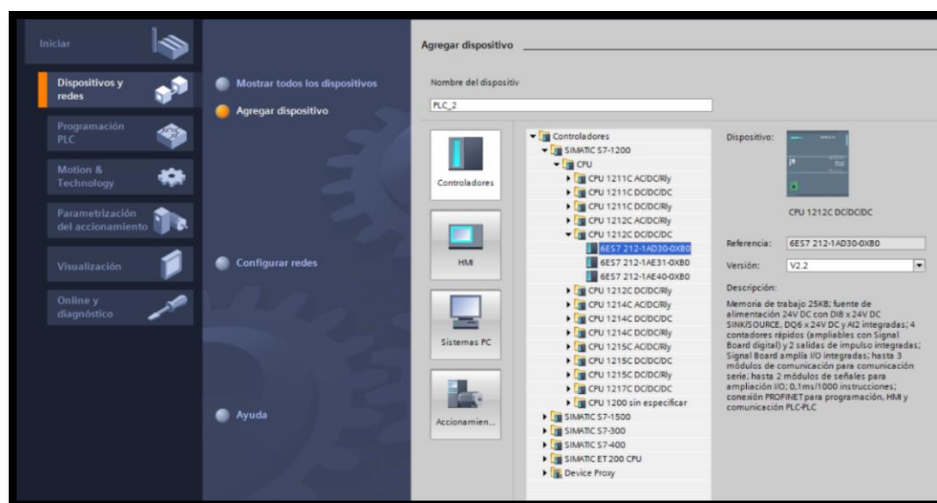 Iniciar
Dispositivos y
redes
Programación
PLC
Motion &
Technology
Parametrización
del accionamiento
Visualización
Online y
diagnóstico
Mostrar todos los dispositivos
Agregar dispositivo
Configurar redes
Ayuda
Agregar dispositivo
Nombre del dispositiv
PLC_2
Controladores
HMI
Sistemas PC
Accionamien...
Controladores
SIMATIC S7-1200
CPU
CPU 1211C AC/DC/Rly
CPU 1211C DC/DC/DC
CPU 1211C DC/DC/Rly
CPU 1212C AC/DC/Rly
CPU 1212C DC/DC/DC
6ES7 212-1AD30-0XB0
6ES7 212-1AE31-0XB0
6ES7 212-1AE40-0XB0
CPU 1212C DC/DC/Rly
CPU 1214C AC/DC/Rly
CPU 1214C DC/DC/DC
CPU 1214C DC/DC/Rly
CPU 1215C AC/DC/Rly
CPU 1215C DC/DC/DC
CPU 1215C DC/DC/Rly
CPU 1217C DC/DC/DC
CPU 1200 sin especificar
SIMATIC S7-1500
SIMATIC S7-300
SIMATIC S7-400
SIMATIC ET 200 CPU
Device Proxy
Dispositivo:
CPU 1212C DC/DC/DC
Referencia:
6ES7 212-1AD30-0XB0
Versión:
V2.2
Descripción:
Memoria de trabajo 25KB; fuente de
alimentación 24V DC con DI8 x 24V DC
SINK/SOURCE, DQ6 x 24V DC y AI2 integradas; 4
contadores rápidos (ampliables con Signal
Board digital) y 2 salidas de impulso integradas;
Signal Board amplía I/O integradas; hasta 3
módulos de comunicación para comunicación
serie; hasta 2 módulos de señales para
ampliación I/O; 0,1ms/1000 instrucciones;
conexión PROFINET para programación, HMI y
comunicación PLC-PLC